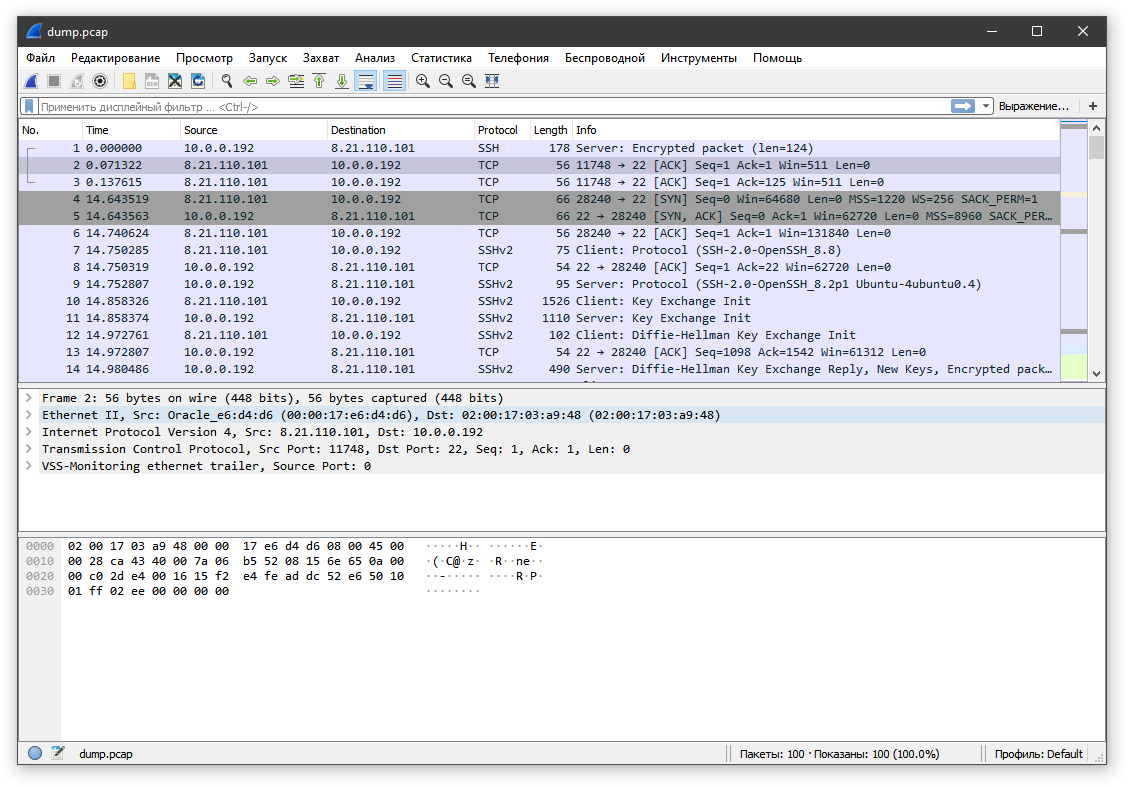 dump.pcap
Файл Редактирование Просмотр Запуск Захват Анализ Статистика Телефония Беспроводной Инструменты Помощь
Применить дисплейный фильтр ... <Ctrl-/> Выражение… +
No. Time Source Destination Protocol Length Info
1 0.000000 10.0.0.192 8.21.110.101 SSH 178 Server: Encrypted packet (len=124)
2 0.071322 8.21.110.101 10.0.0.192 TCP 56 11748 → 22 [ACK] Seq=1 Ack=1 Win=511 Len=0
3 0.137615 8.21.110.101 10.0.0.192 TCP 56 11748 → 22 [ACK] Seq=1 Ack=125 Win=511 Len=0
4 14.643519 8.21.110.101 10.0.0.192 TCP 66 28240 → 22 [SYN] Seq=0 Win=64680 Len=0 MSS=1220 WS=256 SACK_PERM=1
5 14.643563 10.0.0.192 8.21.110.101 TCP 66 22 → 28240 [SYN, ACK] Seq=0 Ack=1 Win=62720 Len=0 MSS=8960 SACK_PER…
6 14.740624 8.21.110.101 10.0.0.192 TCP 56 28240 → 22 [ACK] Seq=1 Ack=1 Win=131840 Len=0
7 14.750285 8.21.110.101 10.0.0.192 SSHv2 75 Client: Protocol (SSH-2.0-OpenSSH_8.8)
8 14.750319 10.0.0.192 8.21.110.101 TCP 54 22 → 28240 [ACK] Seq=1 Ack=22 Win=62720 Len=0
9 14.752807 10.0.0.192 8.21.110.101 SSHv2 95 Server: Protocol (SSH-2.0-OpenSSH_8.2p1 Ubuntu-4ubuntu0.4)
10 14.858326 8.21.110.101 10.0.0.192 SSHv2 1526 Client: Key Exchange Init
11 14.858374 10.0.0.192 8.21.110.101 SSHv2 1110 Server: Key Exchange Init
12 14.972761 8.21.110.101 10.0.0.192 SSHv2 102 Client: Diffie-Hellman Key Exchange Init
13 14.972807 10.0.0.192 8.21.110.101 TCP 54 22 → 28240 [ACK] Seq=1098 Ack=1542 Win=61312 Len=0
14 14.980486 10.0.0.192 8.21.110.101 SSHv2 490 Server: Diffie-Hellman Key Exchange Reply, New Keys, Encrypted pack…
Frame 2: 56 bytes on wire (448 bits), 56 bytes captured (448 bits)
Ethernet II, Src: Oracle_e6:d4:d6 (00:00:17:e6:d4:d6), Dst: 02:00:17:03:a9:48 (02:00:17:03:a9:48)
Internet Protocol Version 4, Src: 8.21.110.101, Dst: 10.0.0.192
Transmission Control Protocol, Src Port: 11748, Dst Port: 22, Seq: 1, Ack: 1, Len: 0
VSS-Monitoring ethernet trailer, Source Port: 0
0000 02 00 17 03 a9 48 00 00 17 e6 d4 d6 08 00 45 00 ·····H·· ······E·
0010 00 28 ca 43 40 00 7a 06 b5 52 08 15 6e 65 0a 00 ·(·C@·z· ·R··ne··
0020 00 c0 2d e4 00 16 15 f2 e4 fe ad dc 52 e6 50 10 ··-····· ····R·P·
0030 01 ff 02 ee 00 00 00 00 ········
dump.pcap Пакеты: 100 · Показаны: 100 (100.0%) Профиль: Default